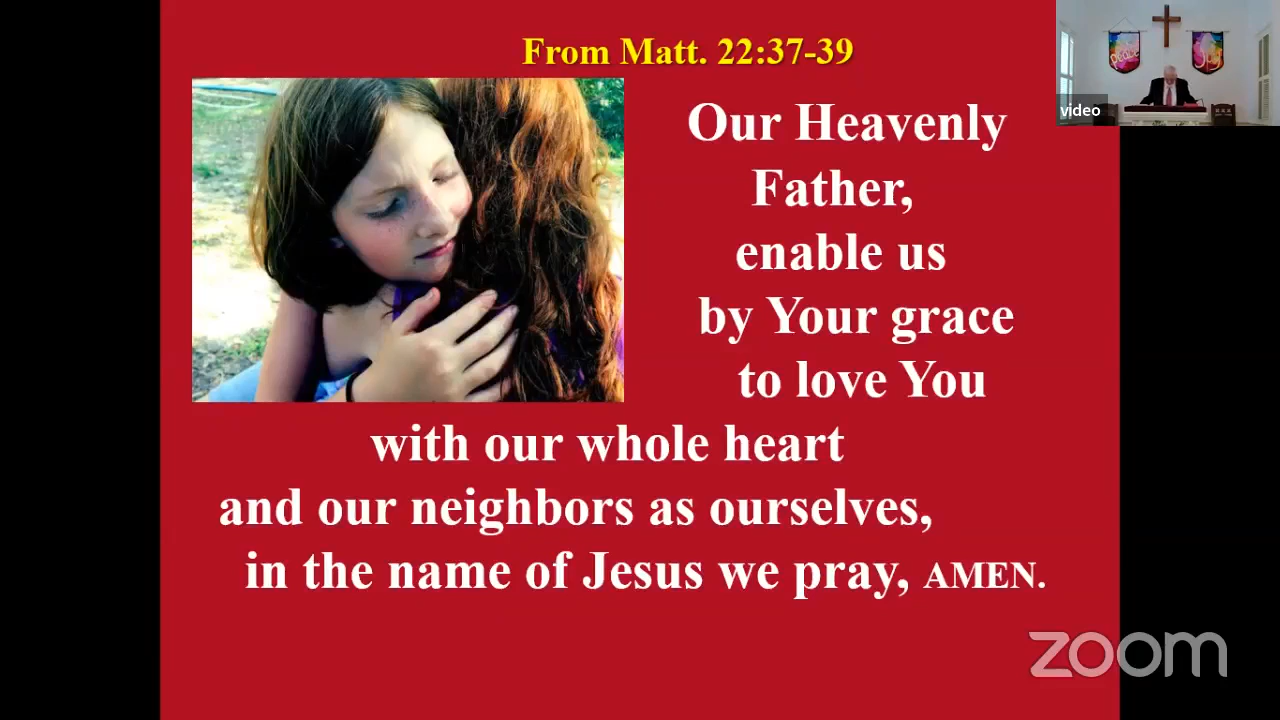 From Matt. 22:37-39
Our Heavenly
Father,
enable us
by Your grace
to love You
with our whole heart
and our neighbors as ourselves,
in the name of Jesus we pray, AMEN.
video
Peace
zoom